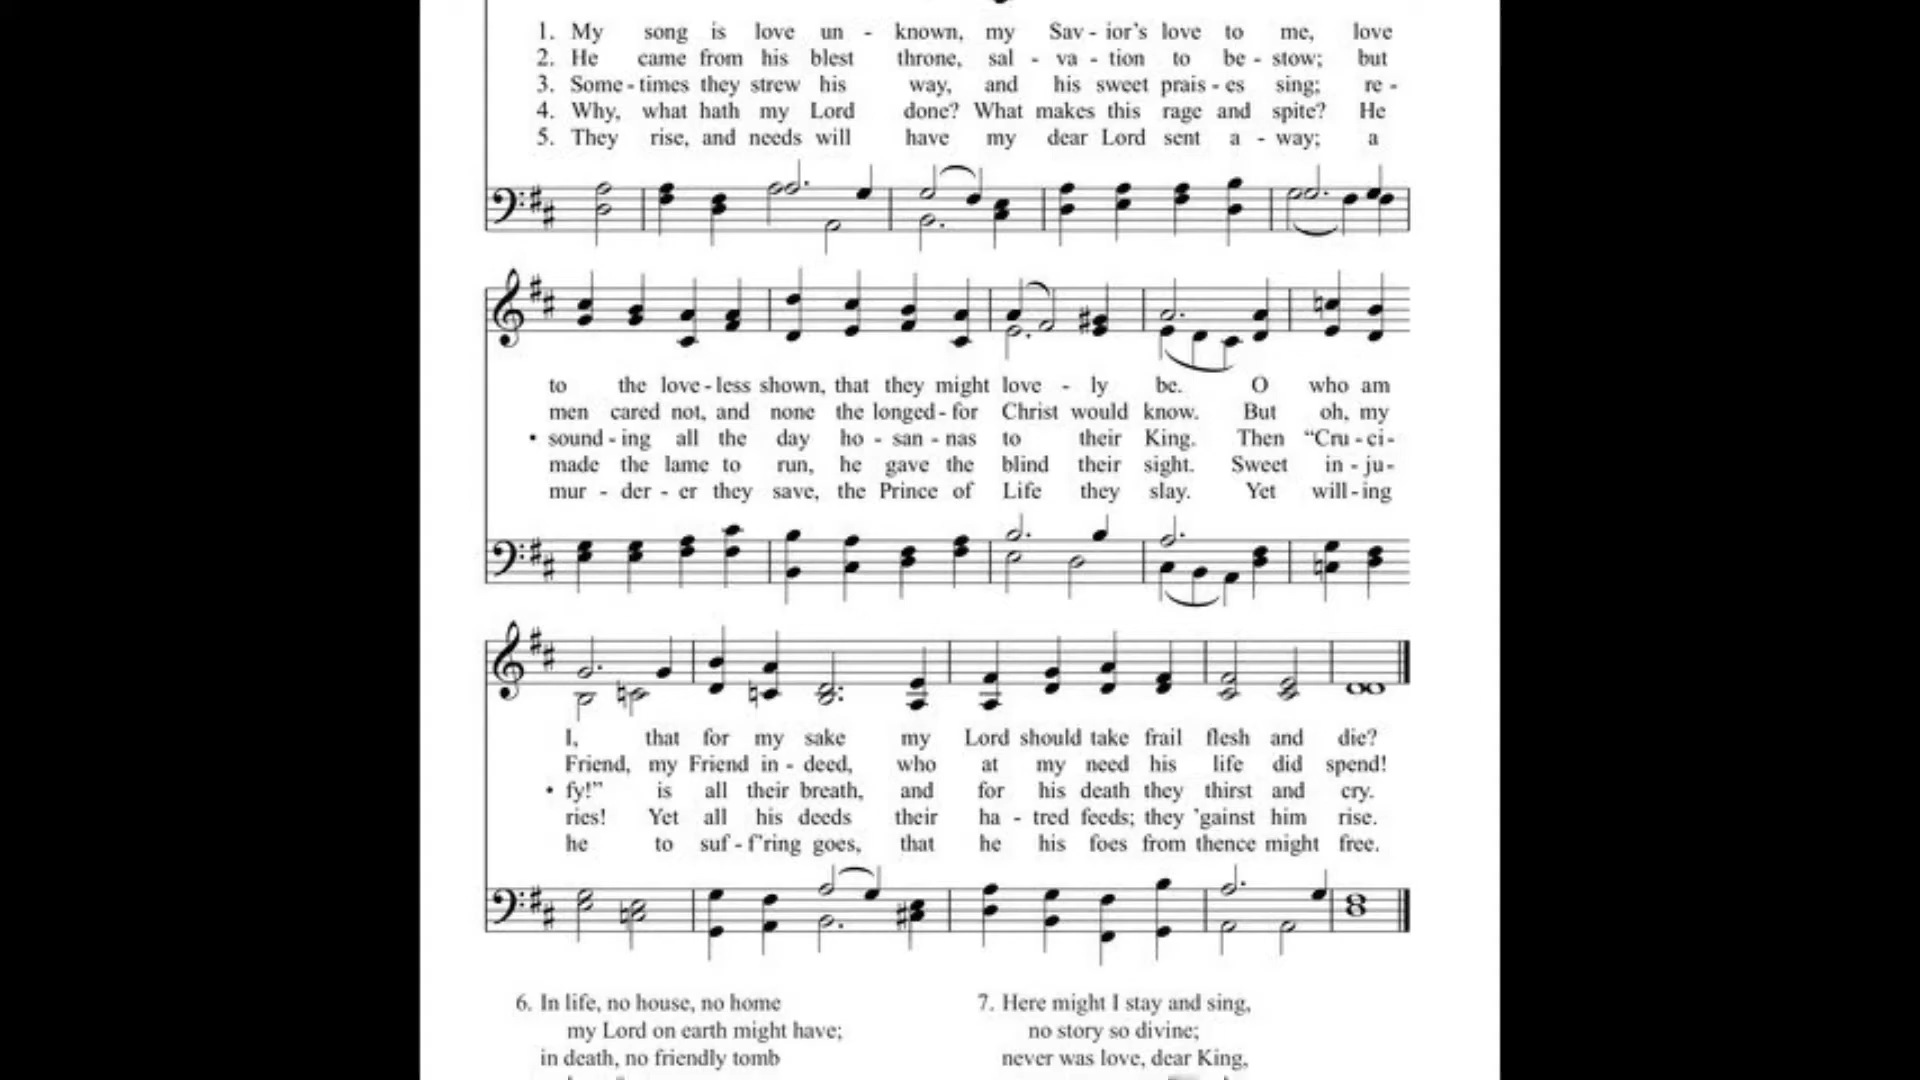 1. My song is love un - known, my Sav - ior's love to me, love
2. He came from his blest throne, sal - va - tion to be - stow; but
3. Some - times they strew his way, and his sweet prais - es sing; re -
4. Why, what hath my Lord done? What makes this rage and spite? He
5. They rise, and needs will have my dear Lord sent a - way; a
to the love - less shown, that they might love - ly be. O who am
men cared not, and none the longed - for Christ would know. But oh, my
• sound - ing all the day ho - san - nas to their King. Then “Cru - ci -
made the lame to run, he gave the blind their sight. Sweet in - ju -
mur - der - er they save, the Prince of Life they slay. Yet will - ing
I, that for my sake my Lord should take frail flesh and die?
Friend, my Friend in - deed, who at my need his life did spend!
• fy!” is all their breath, and for his death they thirst and cry.
ries! Yet all his deeds their ha - tred feeds; they 'gainst him rise.
he to suf - f'ring goes, that he his foes from thence might free.
6. In life, no house, no home
my Lord on earth might have;
in death, no friendly tomb
7. Here might I stay and sing,
no story so divine;
never was love, dear King,